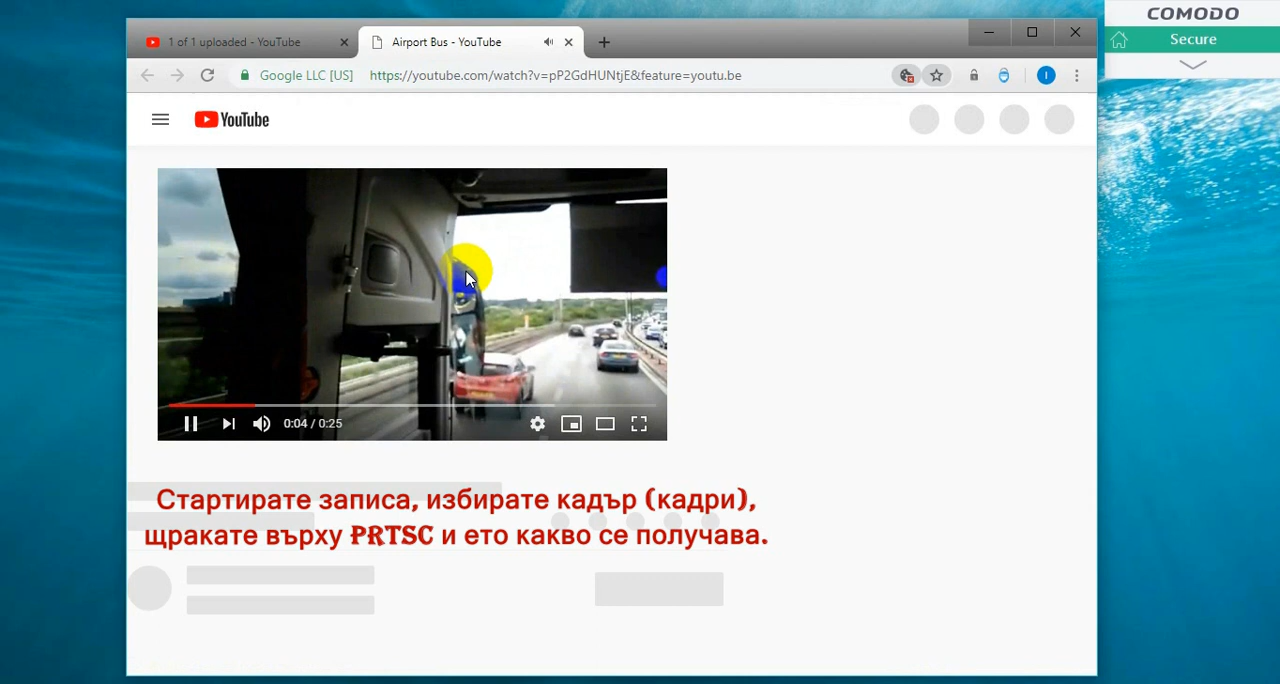 COMODO
Secure
1 of 1 uploaded - YouTube
Airport Bus - YouTube
Google LLC [US]
https://youtube.com/watch?v=pP2GdHUNtjE&feature=youtu.be
I
YouTube
0:04 / 0:25
Стартирате записа, избирате кадър (кадри),
щракате върху PRTSC и ето какво се получава.